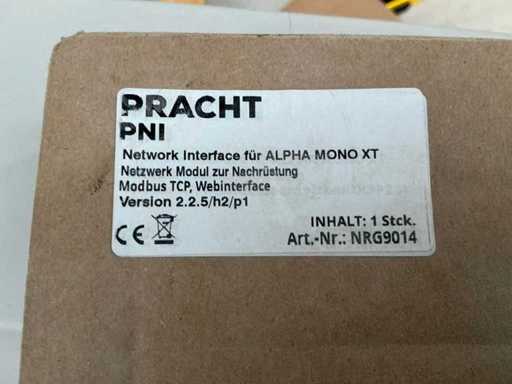 PRACHT
PNI
Network Interface für ALPHA MONO XT
Netzwerk Modul zur Nachrüstung
Modbus TCP, Webinterface
Version 2.2.5/h2/p1
INHALT: 1 Stck.
CE
Art.-Nr.: NRG9014